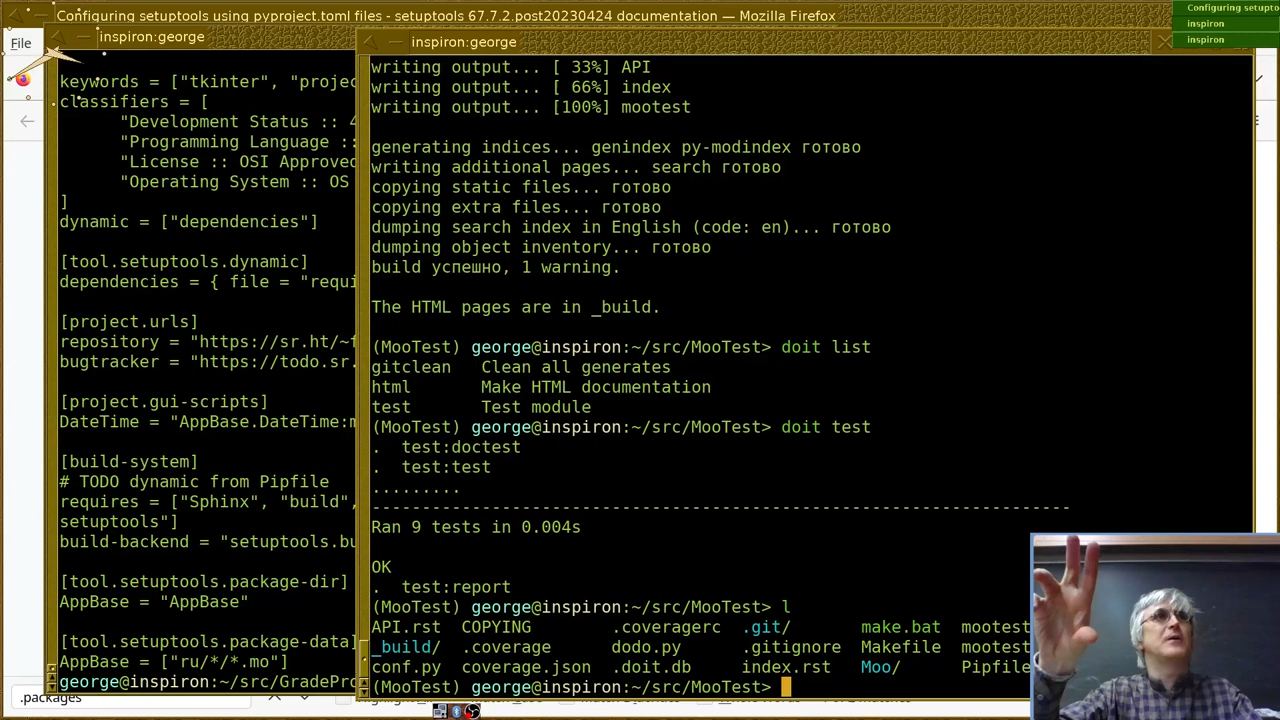 Configuring setuptools using pyproject.toml files - setuptools 67.7.2.post20230424 documentation — Mozilla Firefox
Configuring setupto
inspiron
inspiron
File
inspiron:george
keywords = ["tkinter", "projec
classifiers = [
"Development Status :: 4
"Programming Language ::
"License :: OSI Approved
"Operating System :: OS
]
dynamic = ["dependencies"]
[tool.setuptools.dynamic]
dependencies = { file = "requi
[project.urls]
repository = "https://sr.ht/~f
bugtracker = "https://todo.sr.
[project.gui-scripts]
DateTime = "AppBase.DateTime:m
[build-system]
# TODO dynamic from Pipfile
requires = ["Sphinx", "build",
setuptools"]
build-backend = "setuptools.bu
[tool.setuptools.package-dir]
AppBase = "AppBase"
[tool.setuptools.package-data]
AppBase = ["ru/*/*.mo"]
george@inspiron:~/src/GradePro
.packages
inspiron:george
writing output... [ 33%] API
writing output... [ 66%] index
writing output... [100%] mootest
generating indices... genindex py-modindex готово
writing additional pages... search готово
copying static files... готово
copying extra files... готово
dumping search index in English (code: en)... готово
dumping object inventory... готово
build успешно, 1 warning.
The HTML pages are in _build.
(MooTest) george@inspiron:~/src/MooTest> doit list
gitclean Clean all generates
html Make HTML documentation
test Test module
(MooTest) george@inspiron:~/src/MooTest> doit test
. test:doctest
. test:test
.........
----------------------------------------------------------------------
Ran 9 tests in 0.004s
OK
. test:report
(MooTest) george@inspiron:~/src/MooTest> l
API.rst COPYING .coveragerc .git/ make.bat mootest
_build/ .coverage dodo.py .gitignore Makefile mootest
conf.py coverage.json .doit.db index.rst Moo/ Pipfile
(MooTest) george@inspiron:~/src/MooTest>